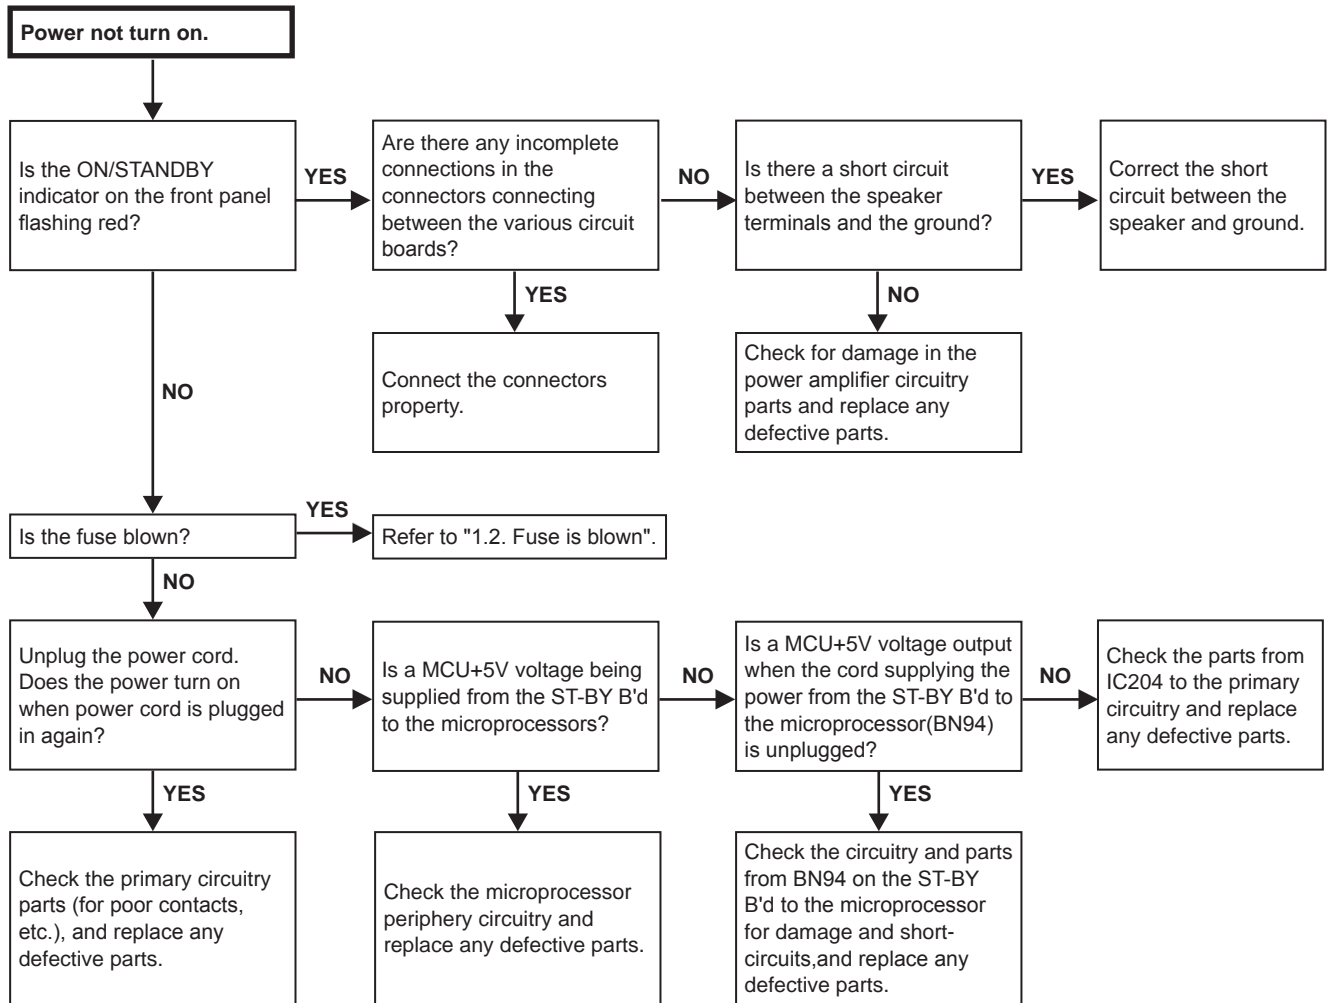 Power not turn on.
Is the ON/STANDBY
indicator on the front panel
flashing red?
YES
Are there any incomplete
connections in the
connectors connecting
between the various circuit
boards?
NO
Is there a short circuit
between the speaker
terminals and the ground?
YES
Correct the short
circuit between the
speaker and ground.
YES
NO
Connect the connectors
property.
Check for damage in the
power amplifier circuitry
parts and replace any
defective parts.
NO
Is the fuse blown?
YES
Refer to "1.2. Fuse is blown".
NO
Unplug the power cord.
Does the power turn on
when power cord is plugged
in again?
NO
Is a MCU+5V voltage being
supplied from the ST-BY B'd
to the microprocessors?
NO
Is a MCU+5V voltage output
when the cord supplying the
power from the ST-BY B'd to
the microprocessor(BN94)
is unplugged?
NO
Check the parts from
IC204 to the primary
circuitry and replace
any defective parts.
YES
YES
YES
Check the primary circuitry
parts (for poor contacts,
etc.), and replace any
defective parts.
Check the microprocessor
periphery circuitry and
replace any defective parts.
Check the circuitry and parts
from BN94 on the ST-BY
B'd to the microprocessor
for damage and short-
circuits,and replace any
defective parts.